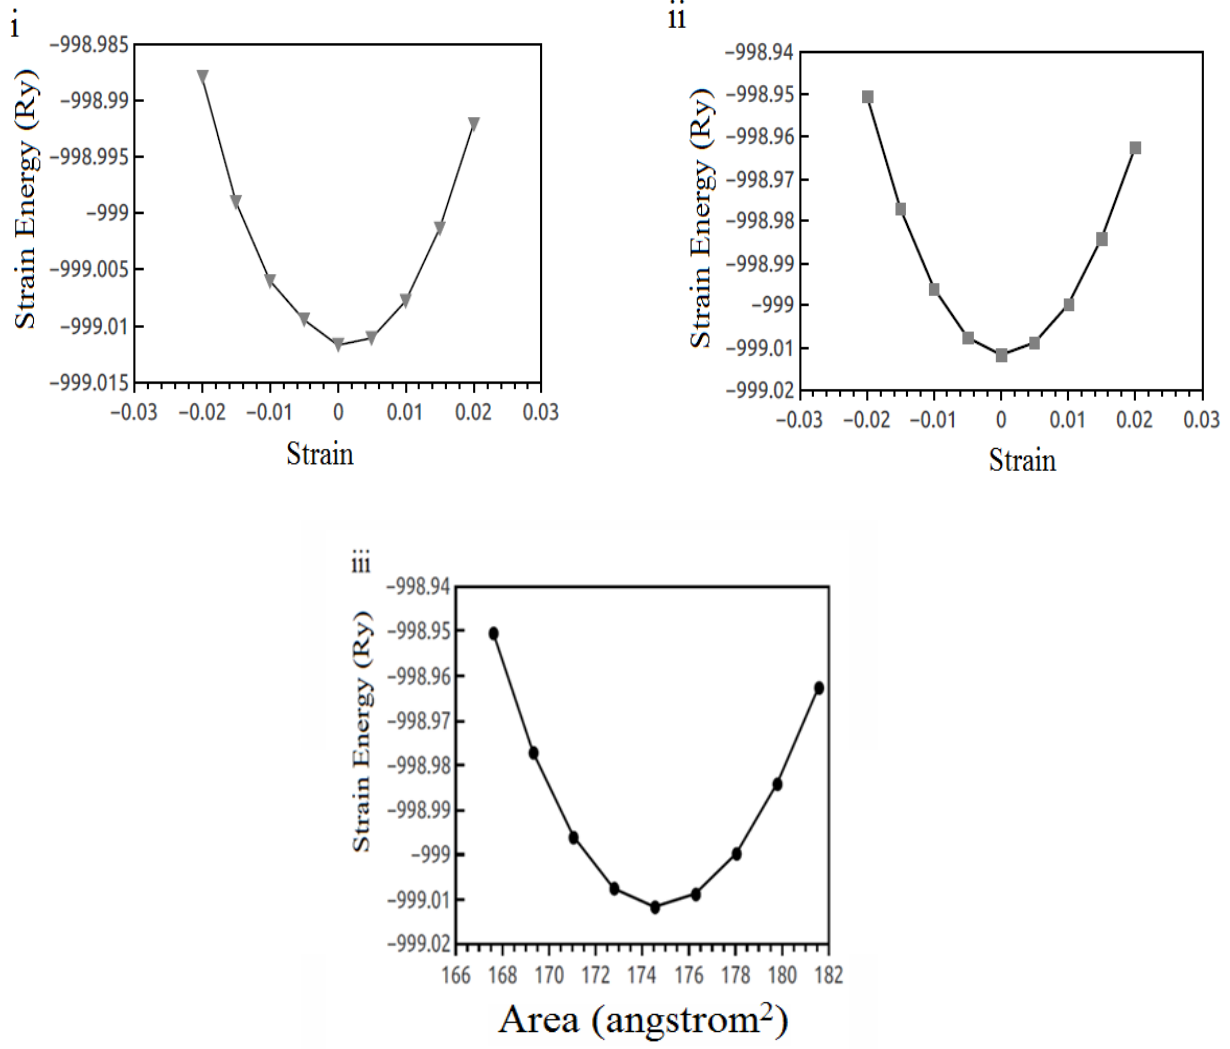 i
Strain Energy (Ry)
−998.985
−998.99
−998.995
−999
−999.005
−999.01
−999.015
−0.03 −0.02 −0.01 0 0.01 0.02 0.03
Strain
ii
Strain Energy (Ry)
−998.94
−998.95
−998.96
−998.97
−998.98
−998.99
−999
−999.01
−999.02
−0.03 −0.02 −0.01 0 0.01 0.02 0.03
Strain
iii
Strain Energy (Ry)
−998.94
−998.95
−998.96
−998.97
−998.98
−998.99
−999
−999.01
−999.02
166 168 170 172 174 176 178 180 182
Area (angstrom²)